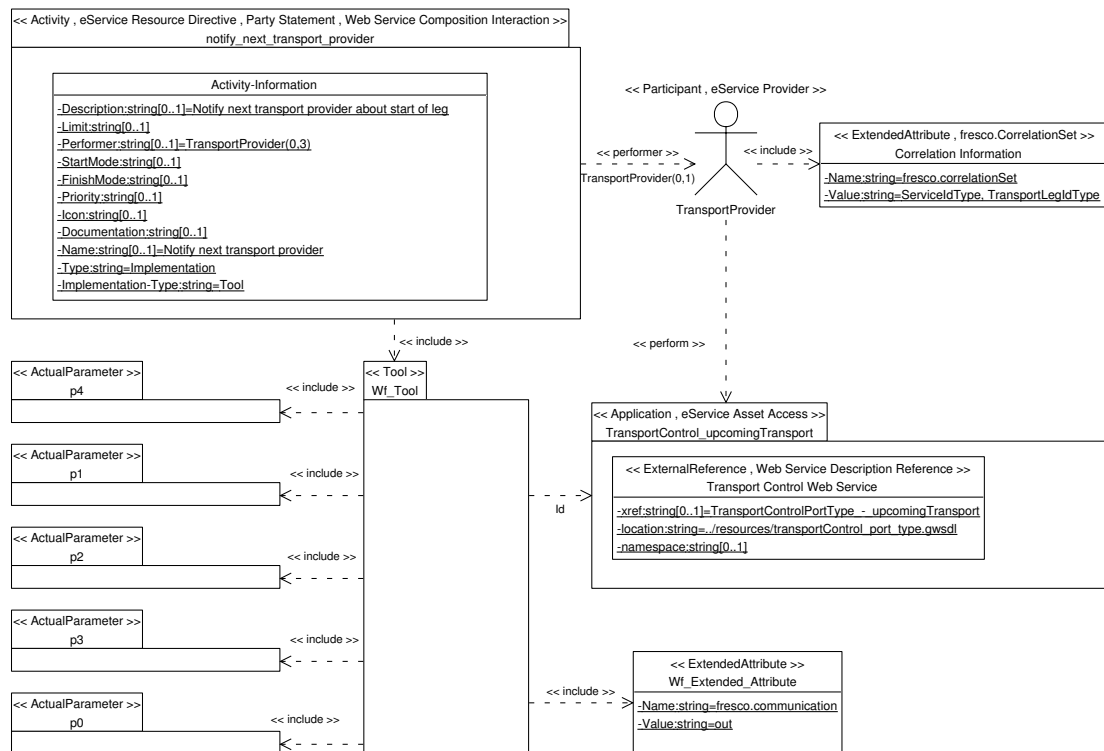 << Activity , eService Resource Directive , Party Statement , Web Service Composition Interaction >>
notify_next_transport_provider
Activity-Information
-Description:string[0..1]=Notify next transport provider about start of leg
-Limit:string[0..1]
-Performer:string[0..1]=TransportProvider(0,3)
-StartMode:string[0..1]
-FinishMode:string[0..1]
-Priority:string[0..1]
-Icon:string[0..1]
-Documentation:string[0..1]
-Name:string[0..1]=Notify next transport provider
-Type:string=Implementation
-Implementation-Type:string=Tool
<< performer >>
TransportProvider(0,1)
<< Participant , eService Provider >>
TransportProvider
<< include >>
<< ExtendedAttribute , fresco.CorrelationSet >>
Correlation Information
-Name:string=fresco.correlationSet
-Value:string=ServiceIdType, TransportLegIdType
<< include >>
<< perform >>
<< ActualParameter >>
p4
<< include >>
<< Tool >>
Wf_Tool
<< Application , eService Asset Access >>
TransportControl_upcomingTransport
<< ExternalReference , Web Service Description Reference >>
Transport Control Web Service
-xref:string[0..1]=TransportControlPortType_-_upcomingTransport
-location:string=../resources/transportControl_port_type.gwsdl
-namespace:string[0..1]
Id
<< ActualParameter >>
p1
<< include >>
<< ActualParameter >>
p2
<< include >>
<< ActualParameter >>
p3
<< include >>
<< ActualParameter >>
p0
<< include >>
<< include >>
<< ExtendedAttribute >>
Wf_Extended_Attribute
-Name:string=fresco.communication
-Value:string=out